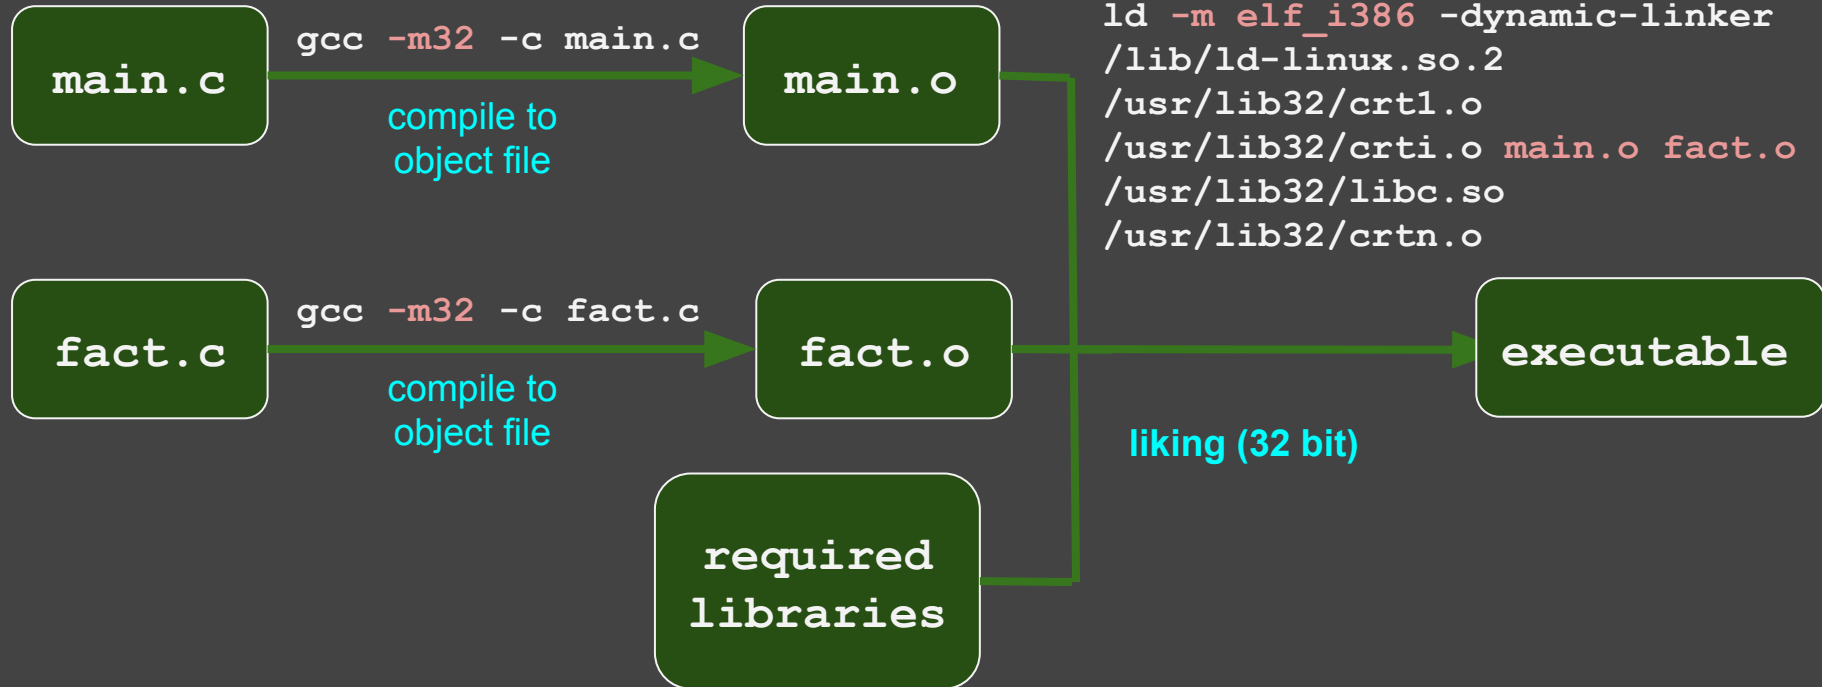 main.c
gcc -m32 -c main.c
compile to
object file
main.o
ld -m elf_i386 -dynamic-linker
/lib/ld-linux.so.2
/usr/lib32/crt1.o
/usr/lib32/crti.o main.o fact.o
/usr/lib32/libc.so
/usr/lib32/crtn.o
fact.c
gcc -m32 -c fact.c
compile to
object file
fact.o
executable
liking (32 bit)
required
libraries